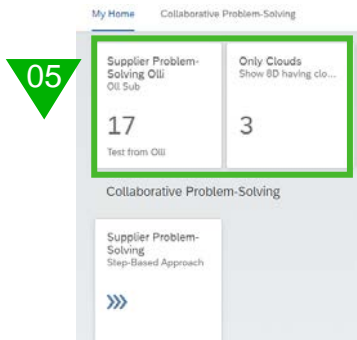 My Home Collaborative Problem-Solving
05
Supplier Problem-
Solving Olli
Oll Sub
17
Test from Olli
Only Clouds
Show 8D having clo...
3
Collaborative Problem-Solving
Supplier Problem-
Solving
Step-Based Approach